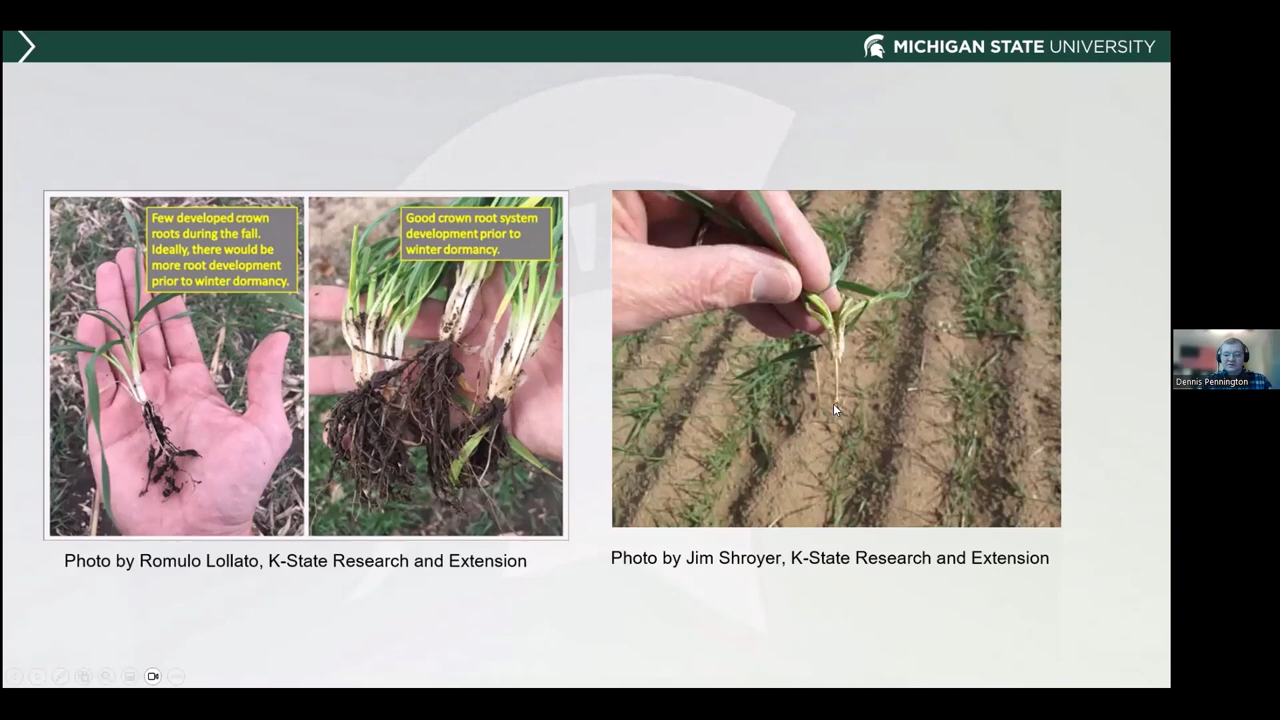 MICHIGAN STATE UNIVERSITY
Few developed crown
roots during the fall.
Ideally, there would be
more root development
prior to winter dormancy.
Good crown root system
development prior to
winter dormancy.
Photo by Romulo Lollato, K-State Research and Extension
Photo by Jim Shroyer, K-State Research and Extension
Dennis Pennington